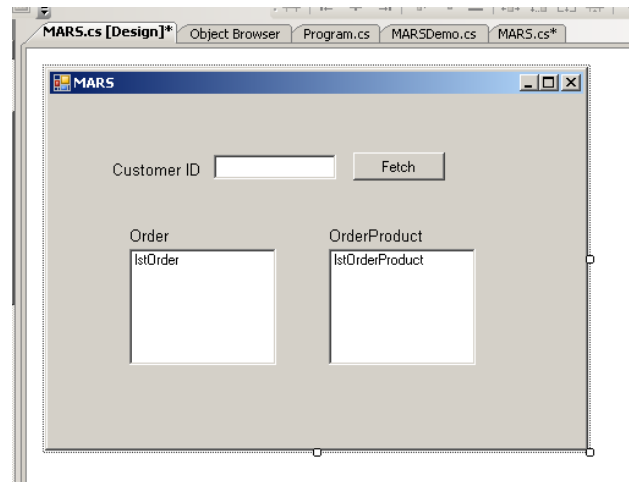 MARS.cs [Design]* Object Browser Program.cs MARSDemo.cs MARS.cs*
MARS
Customer ID Fetch
Order OrderProduct
lstOrder lstOrderProduct